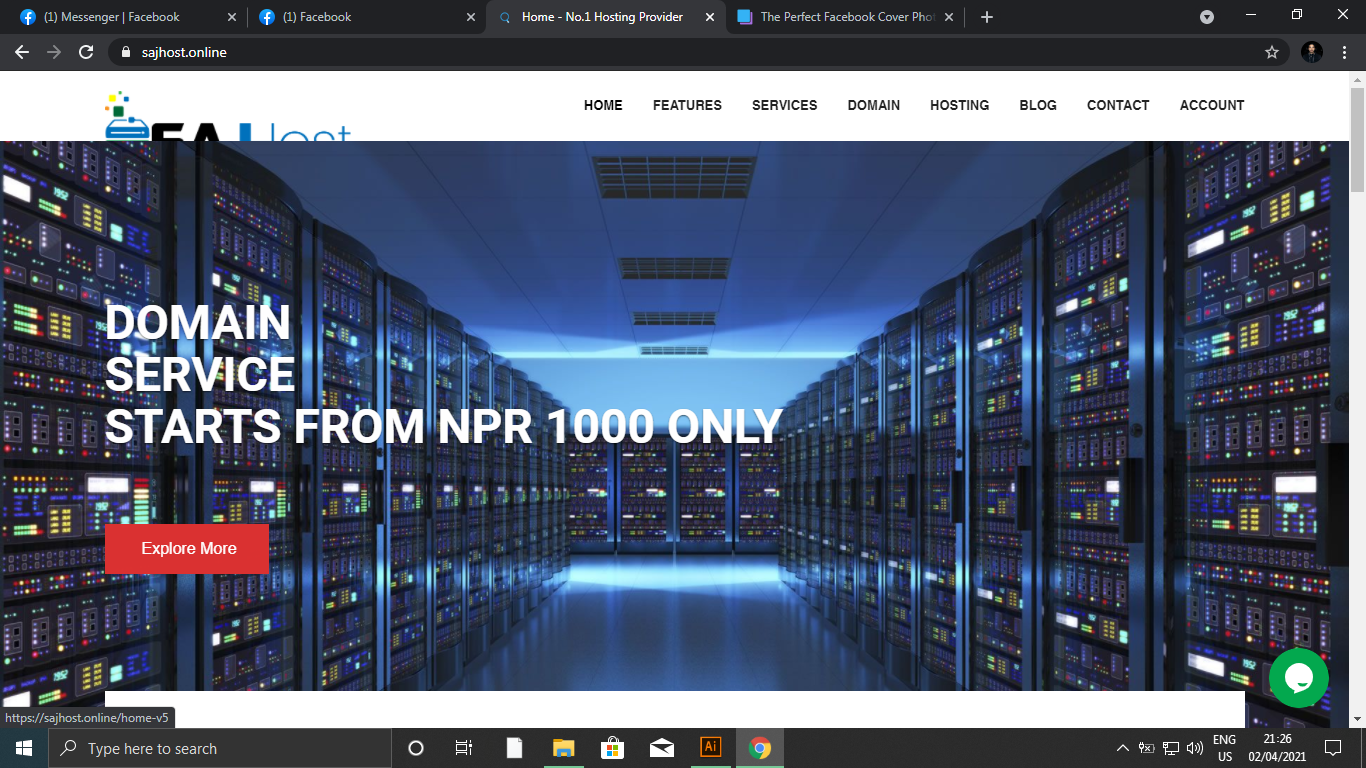 (1) Messenger | Facebook
(1) Facebook
Home - No.1 Hosting Provider
The Perfect Facebook Cover Phot
sajhost.online
SAJHost
HOME
FEATURES
SERVICES
DOMAIN
HOSTING
BLOG
CONTACT
ACCOUNT
DOMAIN
SERVICE
STARTS FROM NPR 1000 ONLY
Explore More
https://sajhost.online/home-v5
Type here to search
Ai
ENG
US
21:26
02/04/2021